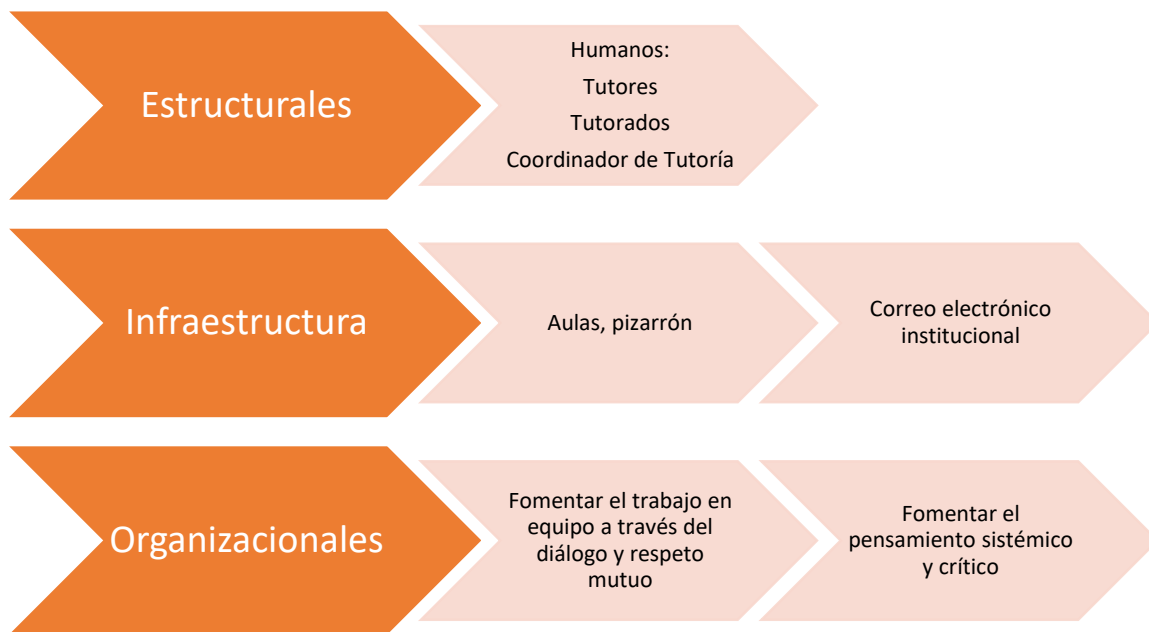 Estructurales
Humanos:
Tutores
Tutorados
Coordinador de Tutoría
Infraestructura
Aulas, pizarrón
Correo electrónico
institucional
Organizacionales
Fomentar el trabajo en
equipo a través del
diálogo y respeto
mutuo
Fomentar el
pensamiento sistémico
y crítico